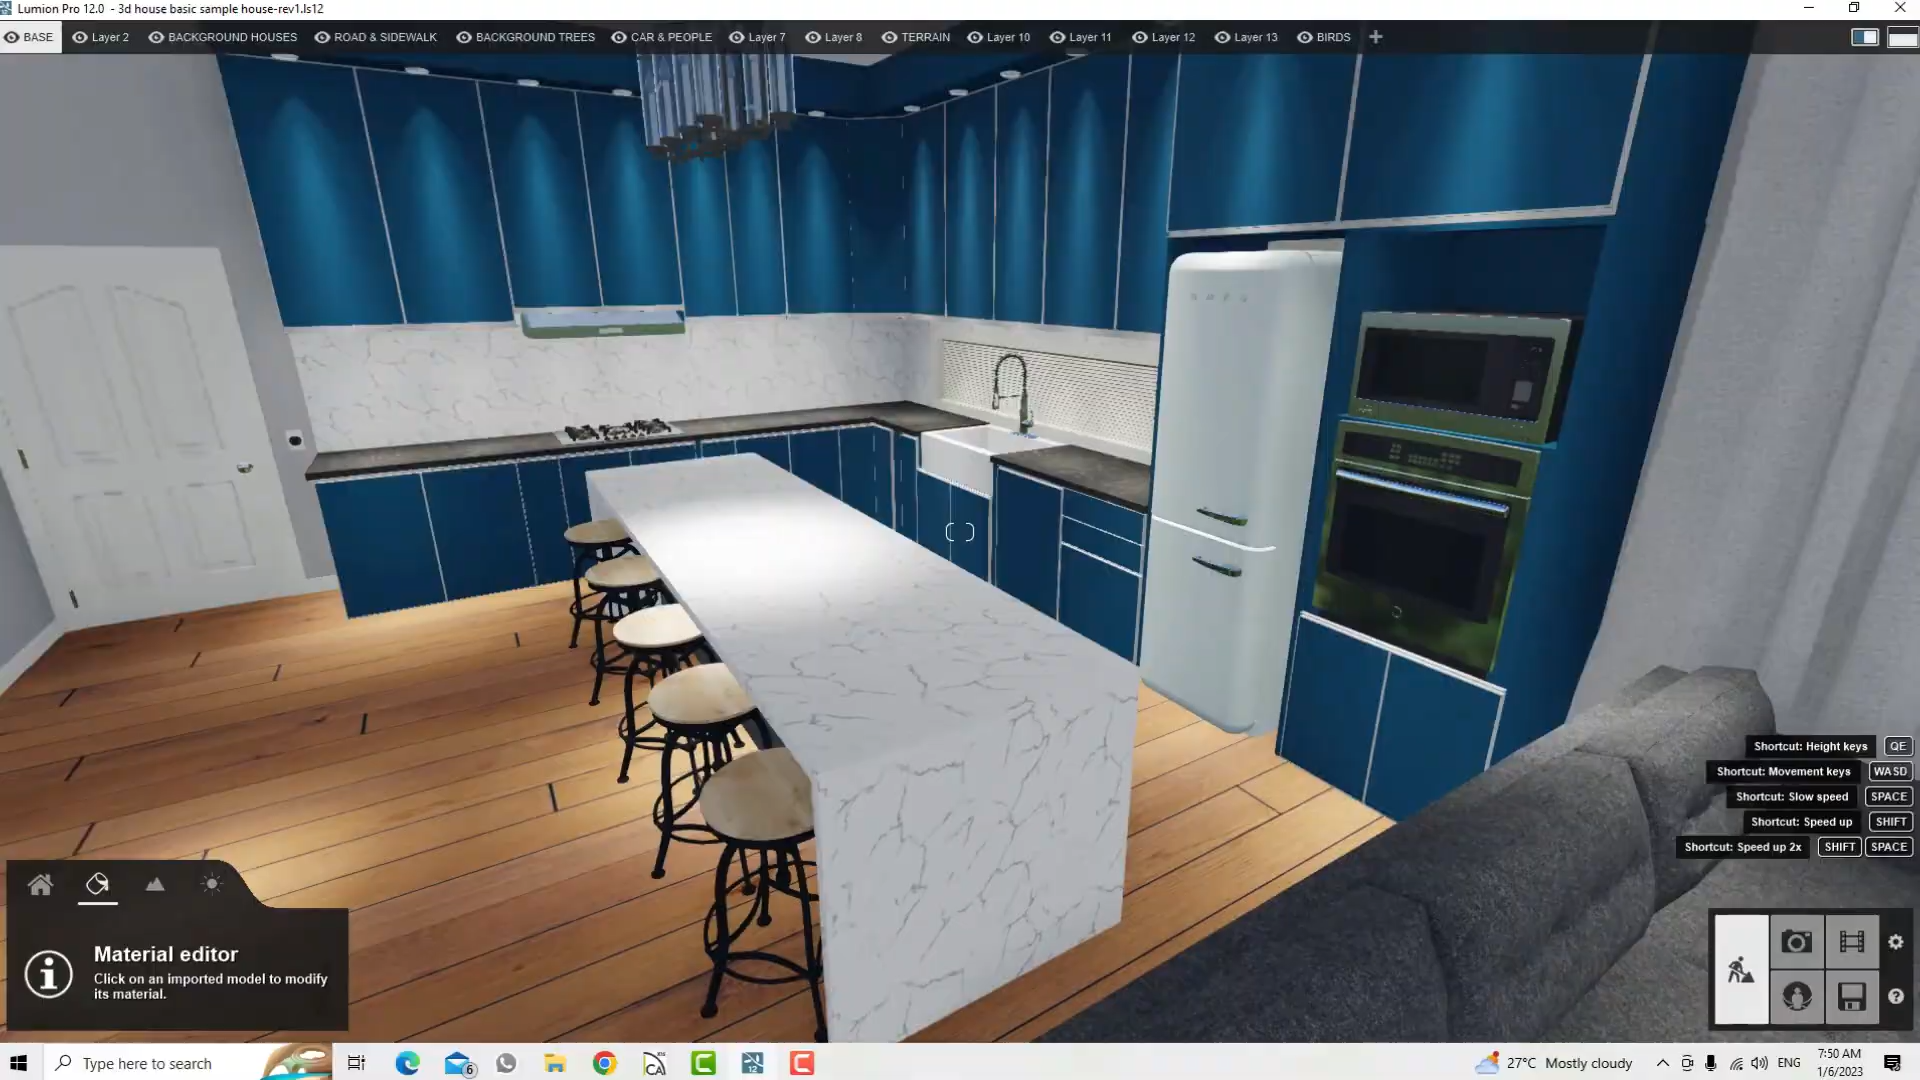 Lumion Pro 12.0 - 3d house basic sample house-rev1.ls12
BASE
Layer 2
BACKGROUND HOUSES
ROAD & SIDEWALK
BACKGROUND TREES
CAR & PEOPLE
Layer 7
Layer 8
TERRAIN
Layer 10
Layer 11
Layer 12
Layer 13
BIRDS
SMEG
Shortcut: Height keys QE
Shortcut: Movement keys WASD
Shortcut: Slow speed SPACE
Shortcut: Speed up SHIFT
Shortcut: Speed up 2x SHIFT SPACE
Material editor
Click on an imported model to modify
its material.
Type here to search
6
CA
12
27°C Mostly cloudy
ENG
7:50 AM
1/6/2023